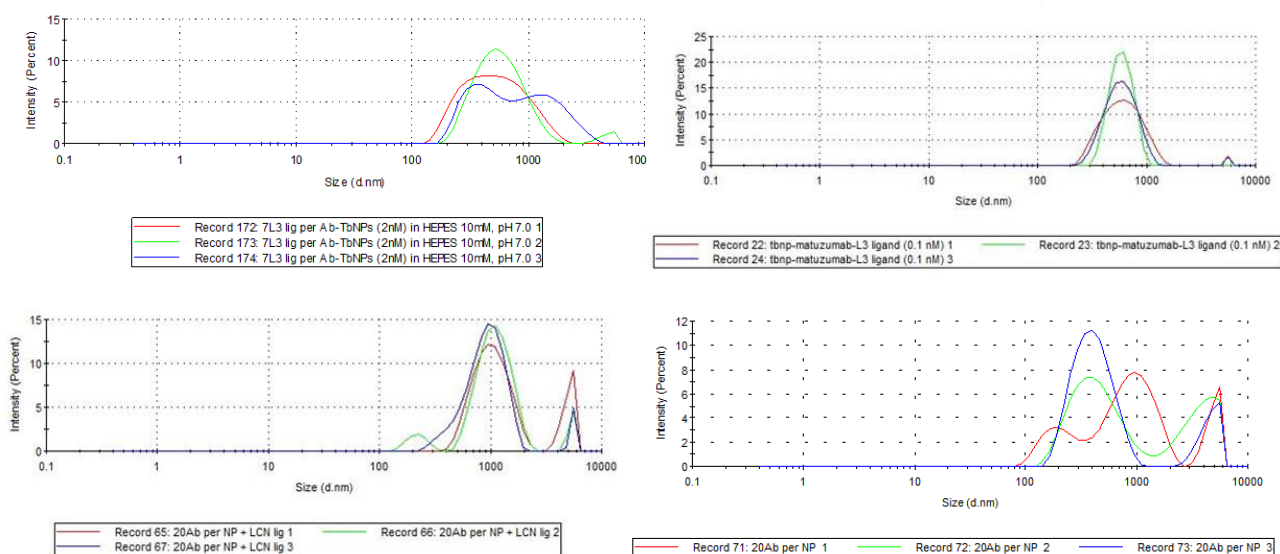 15
10
5
0
Intensity (Percent)
0.1 1 10 100 1000 100
Size (d.nm)
Record 172: 7L3 lig per Ab-TbNPs (2nM) in HEPES 10mM, pH 7.0 1
Record 173: 7L3 lig per Ab-TbNPs (2nM) in HEPES 10mM, pH 7.0 2
Record 174: 7L3 lig per Ab-TbNPs (2nM) in HEPES 10mM, pH 7.0 3
25
20
15
10
5
0
Intensity (Percent)
0.1 1 10 100 1000 10000
Size (d.nm)
Record 22: tbnp-matuzumab-L3 ligand (0.1 nM) 1 Record 23: tbnp-matuzumab-L3 ligand (0.1 nM) 2
Record 24: tbnp-matuzumab-L3 ligand (0.1 nM) 3
15
10
5
0
Intensity (Percent)
0.1 1 10 100 1000 10000
Size (d.nm)
Record 65: 20Ab per NP + LCN lig 1 Record 66: 20Ab per NP + LCN lig 2
Record 67: 20Ab per NP + LCN lig 3
12
10
8
6
4
2
0
Intensity (Percent)
0.1 1 10 100 1000 10000
Size (d.nm)
Record 71: 20Ab per NP 1 Record 72: 20Ab per NP 2 Record 73: 20Ab per NP 3